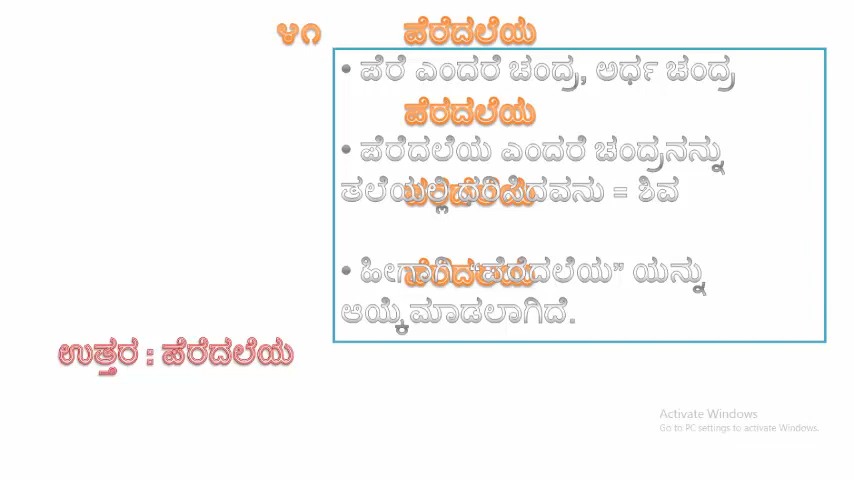 ೪೧ ಪೆರೆದಲೆಯ
• ಪೆರೆ ಎಂದರೆ ಚಂದ್ರ, ಅರ್ಧ ಚಂದ್ರ
ಪೆರದಲೆಯ
• ಪೆರೆದಲೆಯ ಎಂದರೆ ಚಂದ್ರನನ್ನು
ತಲೆಯಲ್ಲಿ ಧರಿಸಿದವನು = ಶಿವ
• ಹೀಗಾಗಿ “ಪೆರೆದಲೆಯ” ಯನ್ನು
ಆಯ್ಕೆಮಾಡಲಾಗಿದೆ.
ಉತ್ತರ : ಪೆರೆದಲೆಯ
Activate Windows
Go to PC settings to activate Windows.